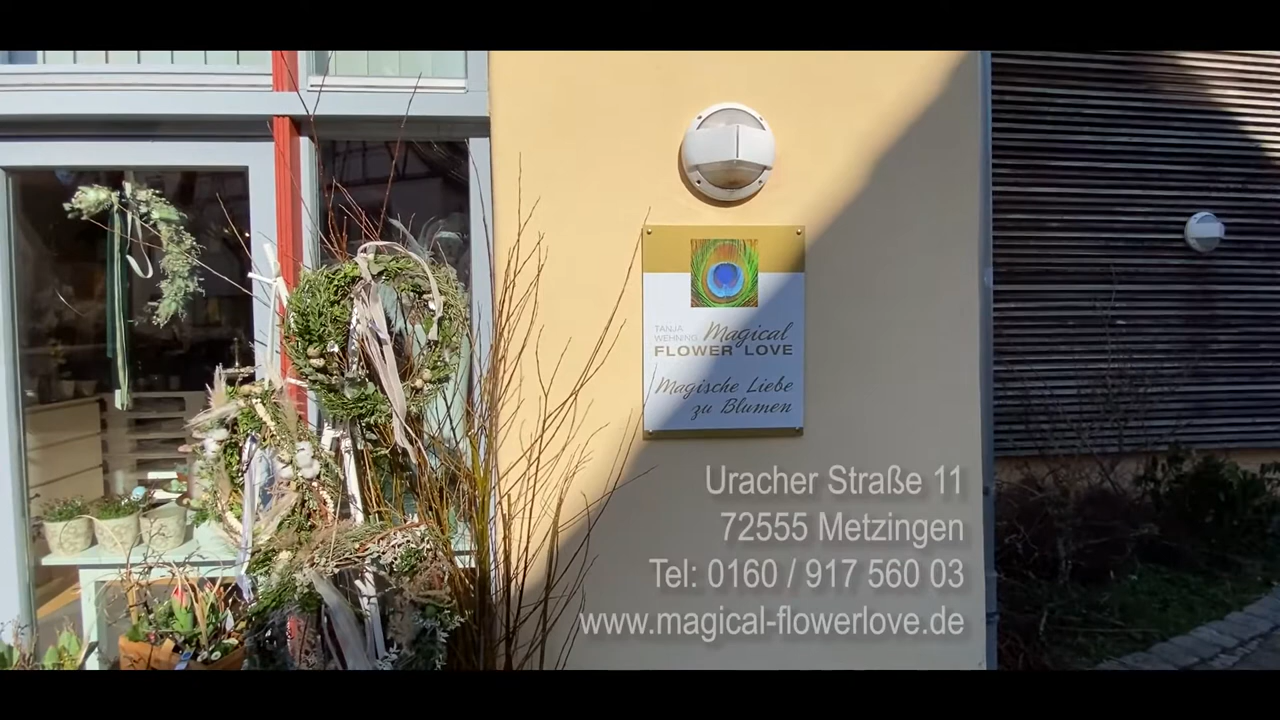 TANJA
WEHNING Magical
FLOWER LOVE
Magische Liebe
zu Blumen
Uracher Straße 11
72555 Metzingen
Tel: 0160 / 917 560 03
www.magical-flowerlove.de